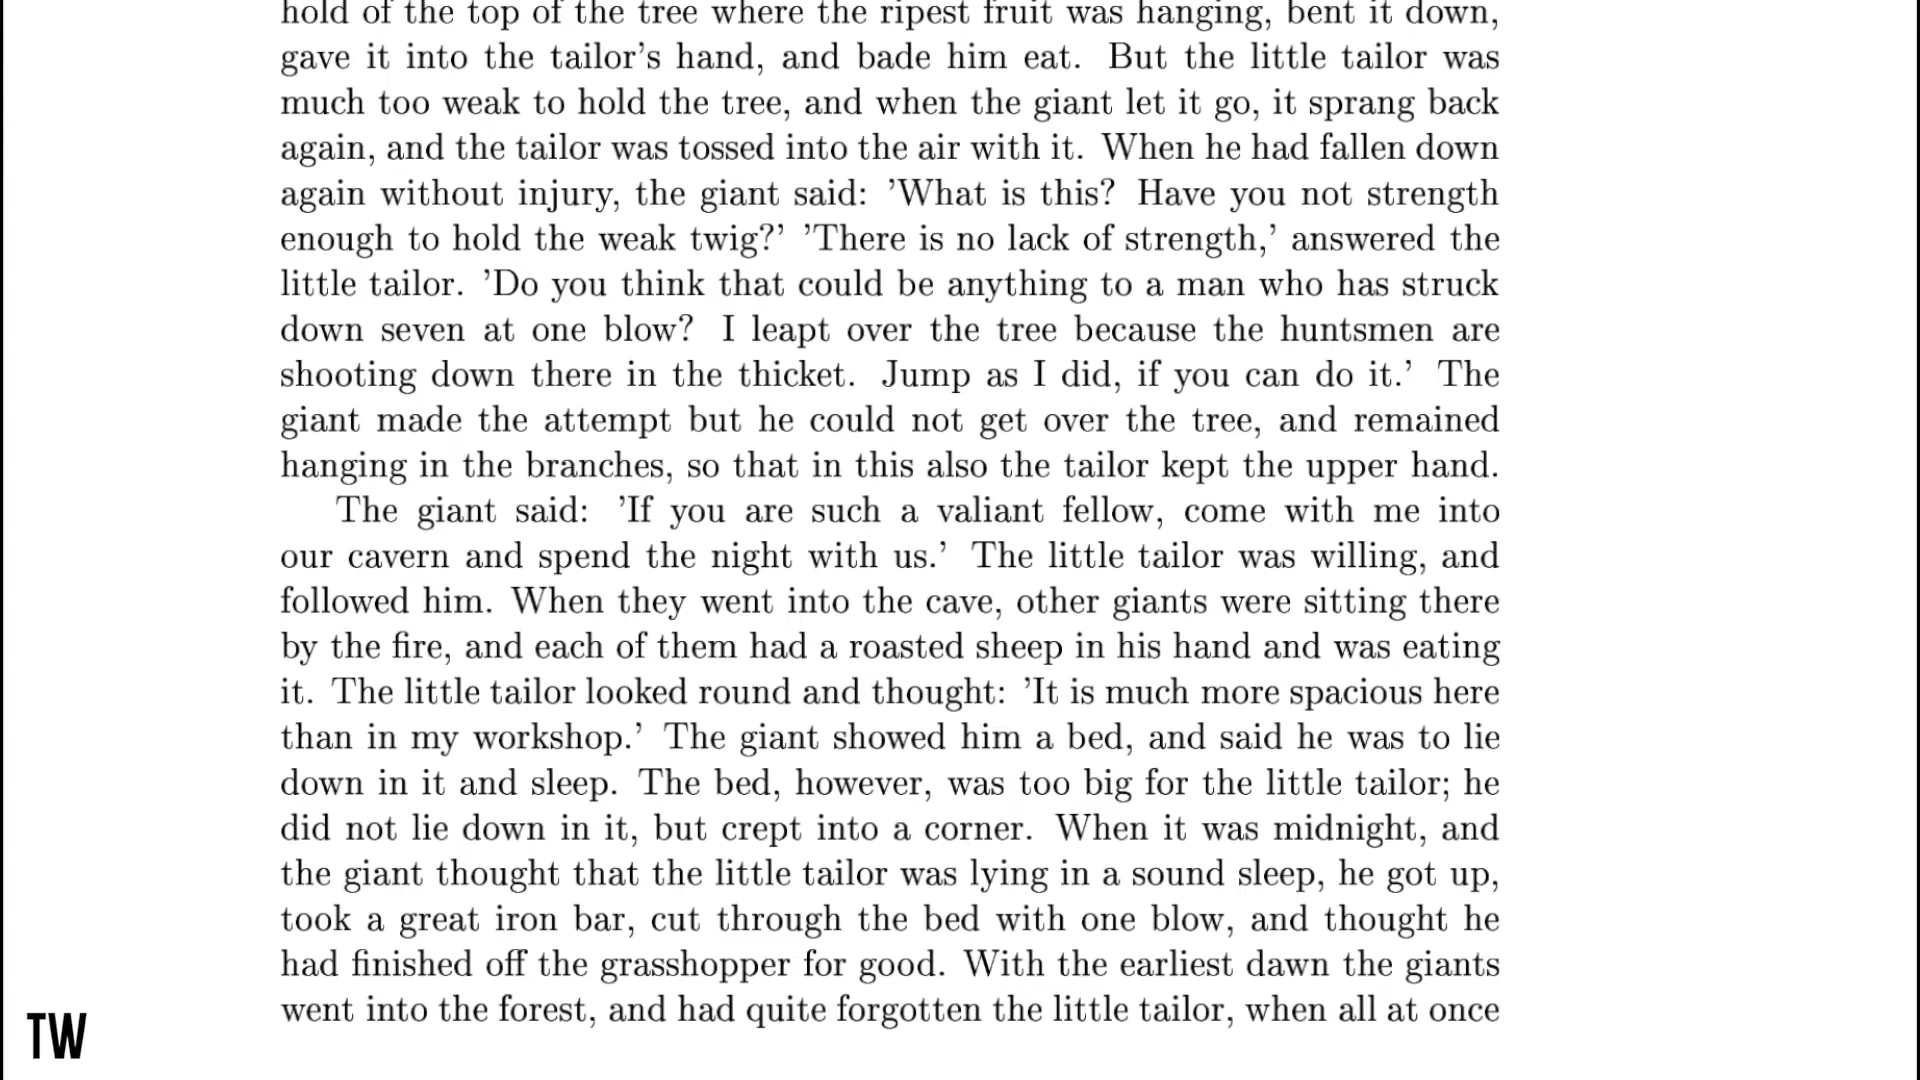 hold of the top of the tree where the ripest fruit was hanging, bent it down,
gave it into the tailor's hand, and bade him eat. But the little tailor was
much too weak to hold the tree, and when the giant let it go, it sprang back
again, and the tailor was tossed into the air with it. When he had fallen down
again without injury, the giant said: ’What is this? Have you not strength
enough to hold the weak twig?’ ’There is no lack of strength,’ answered the
little tailor. ’Do you think that could be anything to a man who has struck
down seven at one blow? I leapt over the tree because the huntsmen are
shooting down there in the thicket. Jump as I did, if you can do it.’ The
giant made the attempt but he could not get over the tree, and remained
hanging in the branches, so that in this also the tailor kept the upper hand.
The giant said: ’If you are such a valiant fellow, come with me into
our cavern and spend the night with us.’ The little tailor was willing, and
followed him. When they went into the cave, other giants were sitting there
by the fire, and each of them had a roasted sheep in his hand and was eating
it. The little tailor looked round and thought: ’It is much more spacious here
than in my workshop.’ The giant showed him a bed, and said he was to lie
down in it and sleep. The bed, however, was too big for the little tailor; he
did not lie down in it, but crept into a corner. When it was midnight, and
the giant thought that the little tailor was lying in a sound sleep, he got up,
took a great iron bar, cut through the bed with one blow, and thought he
had finished off the grasshopper for good. With the earliest dawn the giants
went into the forest, and had quite forgotten the little tailor, when all at once
TW